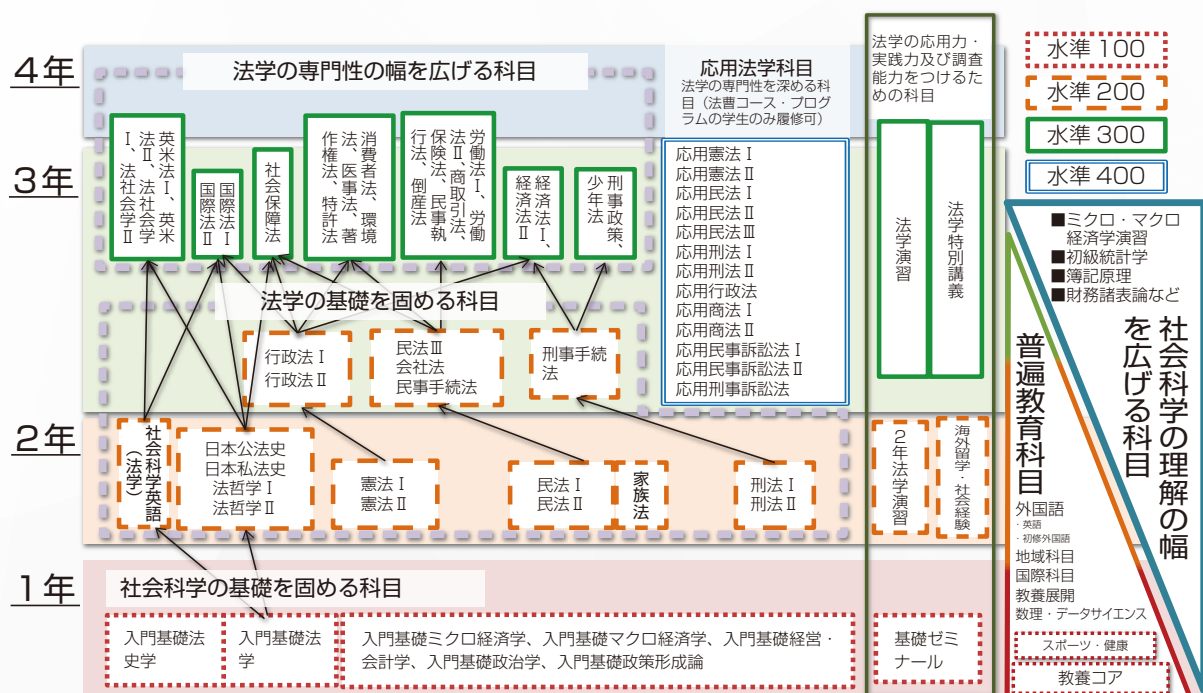 4年
法学の専門性の幅を広げる科目
応用法学科目
法学の専門性を深める科
目（法曹コース・プログ
ラムの学生のみ履修可）
法学の応用力・
実践力及び調査
能力をつけるた
めの科目
水準100
水準200
水準300
水準400
3年
英米法Ⅰ、英米
法Ⅱ、法社会学
Ⅰ、法社会学Ⅱ
国際法Ⅰ
国際法Ⅱ
社会保障法
消費者法、環境
法、医事法、著
作権法、特許法
労働法Ⅰ、労働
法Ⅱ、商取引法、
保険法、民事執
行法、倒産法
経済法Ⅰ、
経済法Ⅱ
刑事政策、
少年法
応用憲法Ⅰ
応用憲法Ⅱ
応用民法Ⅰ
応用民法Ⅱ
応用民法Ⅲ
応用刑法Ⅰ
応用刑法Ⅱ
応用行政法
応用商法Ⅰ
応用商法Ⅱ
応用民事訴訟法Ⅰ
応用民事訴訟法Ⅱ
応用刑事訴訟法
法学演習
法学特別講義
法学の基礎を固める科目
行政法Ⅰ
行政法Ⅱ
民法Ⅲ
会社法
民事手続法
刑事手続
法
2年
社会科学英語
（法学）
日本公法史
日本私法史
法哲学Ⅰ
法哲学Ⅱ
憲法Ⅰ
憲法Ⅱ
民法Ⅰ
民法Ⅱ
家族法
刑法Ⅰ
刑法Ⅱ
2年法学演習
海外留学・社会経験
1年
社会科学の基礎を固める科目
入門基礎法
史学
入門基礎法
学
入門基礎ミクロ経済学、入門基礎マクロ経済学、入門基礎経営・
会計学、入門基礎政治学、入門基礎政策形成論
基礎ゼミ
ナール
■ミクロ・マクロ
経済学演習
■初級統計学
■簿記原理
■財務諸表論など
社会科学の理解の幅
を広げる科目
普遍教育科目
外国語
・英語
・初修外国語
地域科目
国際科目
教養展開
数理・データサイエンス
スポーツ・健康
教養コア